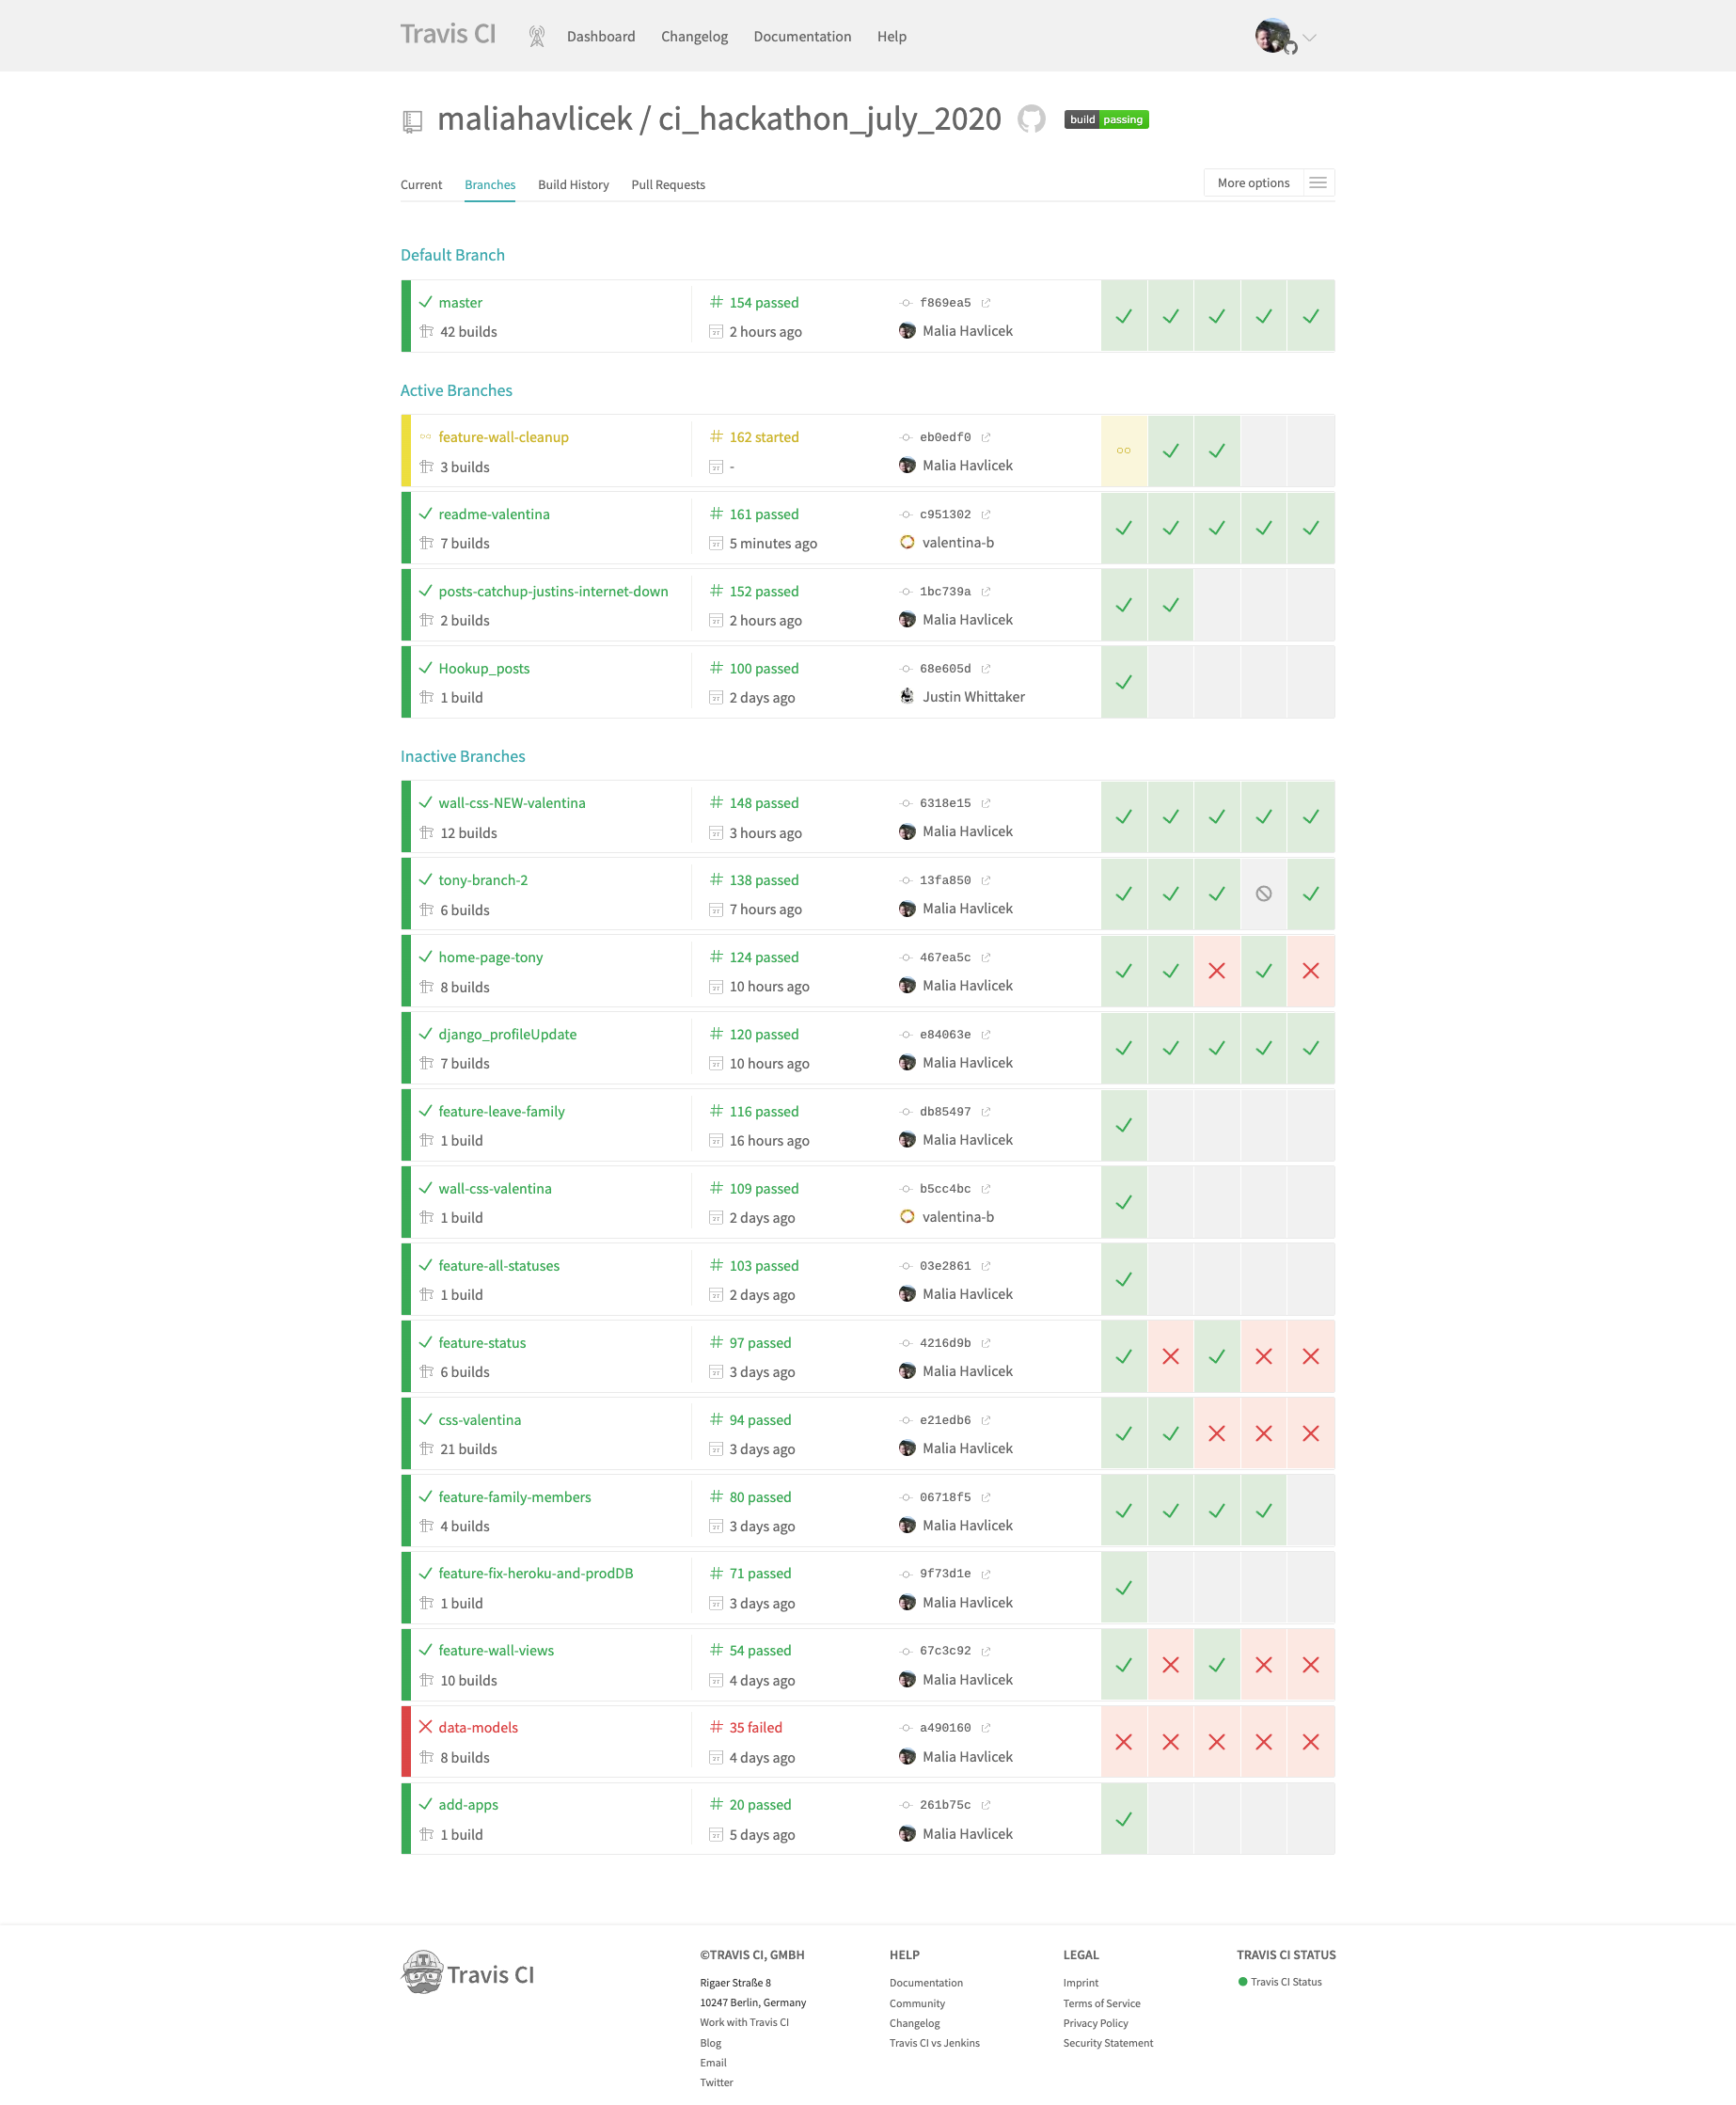 Travis CI Dashboard Changelog Documentation Help
maliahavlicek / ci_hackathon_july_2020 build passing
Current Branches Build History Pull Requests More options
Default Branch
master 154 passed f869ea5
42 builds 2 hours ago Malia Havlicek
Active Branches
feature-wall-cleanup 162 started eb0edf0
3 builds - Malia Havlicek
readme-valentina 161 passed c951302
7 builds 5 minutes ago valentina-b
posts-catchup-justins-internet-down 152 passed 1bc739a
2 builds 2 hours ago Malia Havlicek
Hookup_posts 100 passed 68e605d
1 build 2 days ago Justin Whittaker
Inactive Branches
wall-css-NEW-valentina 148 passed 6318e15
12 builds 3 hours ago Malia Havlicek
tony-branch-2 138 passed 13fa850
6 builds 7 hours ago Malia Havlicek
home-page-tony 124 passed 467ea5c
8 builds 10 hours ago Malia Havlicek
django_profileUpdate 120 passed e84063e
7 builds 10 hours ago Malia Havlicek
feature-leave-family 116 passed db85497
1 build 16 hours ago Malia Havlicek
wall-css-valentina 109 passed b5cc4bc
1 build 2 days ago valentina-b
feature-all-statuses 103 passed 03e2861
1 build 2 days ago Malia Havlicek
feature-status 97 passed 4216d9b
6 builds 3 days ago Malia Havlicek
css-valentina 94 passed e21edb6
21 builds 3 days ago Malia Havlicek
feature-family-members 80 passed 06718f5
4 builds 3 days ago Malia Havlicek
feature-fix-heroku-and-prodDB 71 passed 9f73d1e
1 build 3 days ago Malia Havlicek
feature-wall-views 54 passed 67c3c92
10 builds 4 days ago Malia Havlicek
data-models 35 failed a490160
8 builds 4 days ago Malia Havlicek
add-apps 20 passed 261b75c
1 build 5 days ago Malia Havlicek
Travis CI
©TRAVIS CI, GMBH
Rigaer Straße 8
10247 Berlin, Germany
Work with Travis CI
Blog
Email
Twitter
HELP
Documentation
Community
Changelog
Travis CI vs Jenkins
LEGAL
Imprint
Terms of Service
Privacy Policy
Security Statement
TRAVIS CI STATUS
Travis CI Status